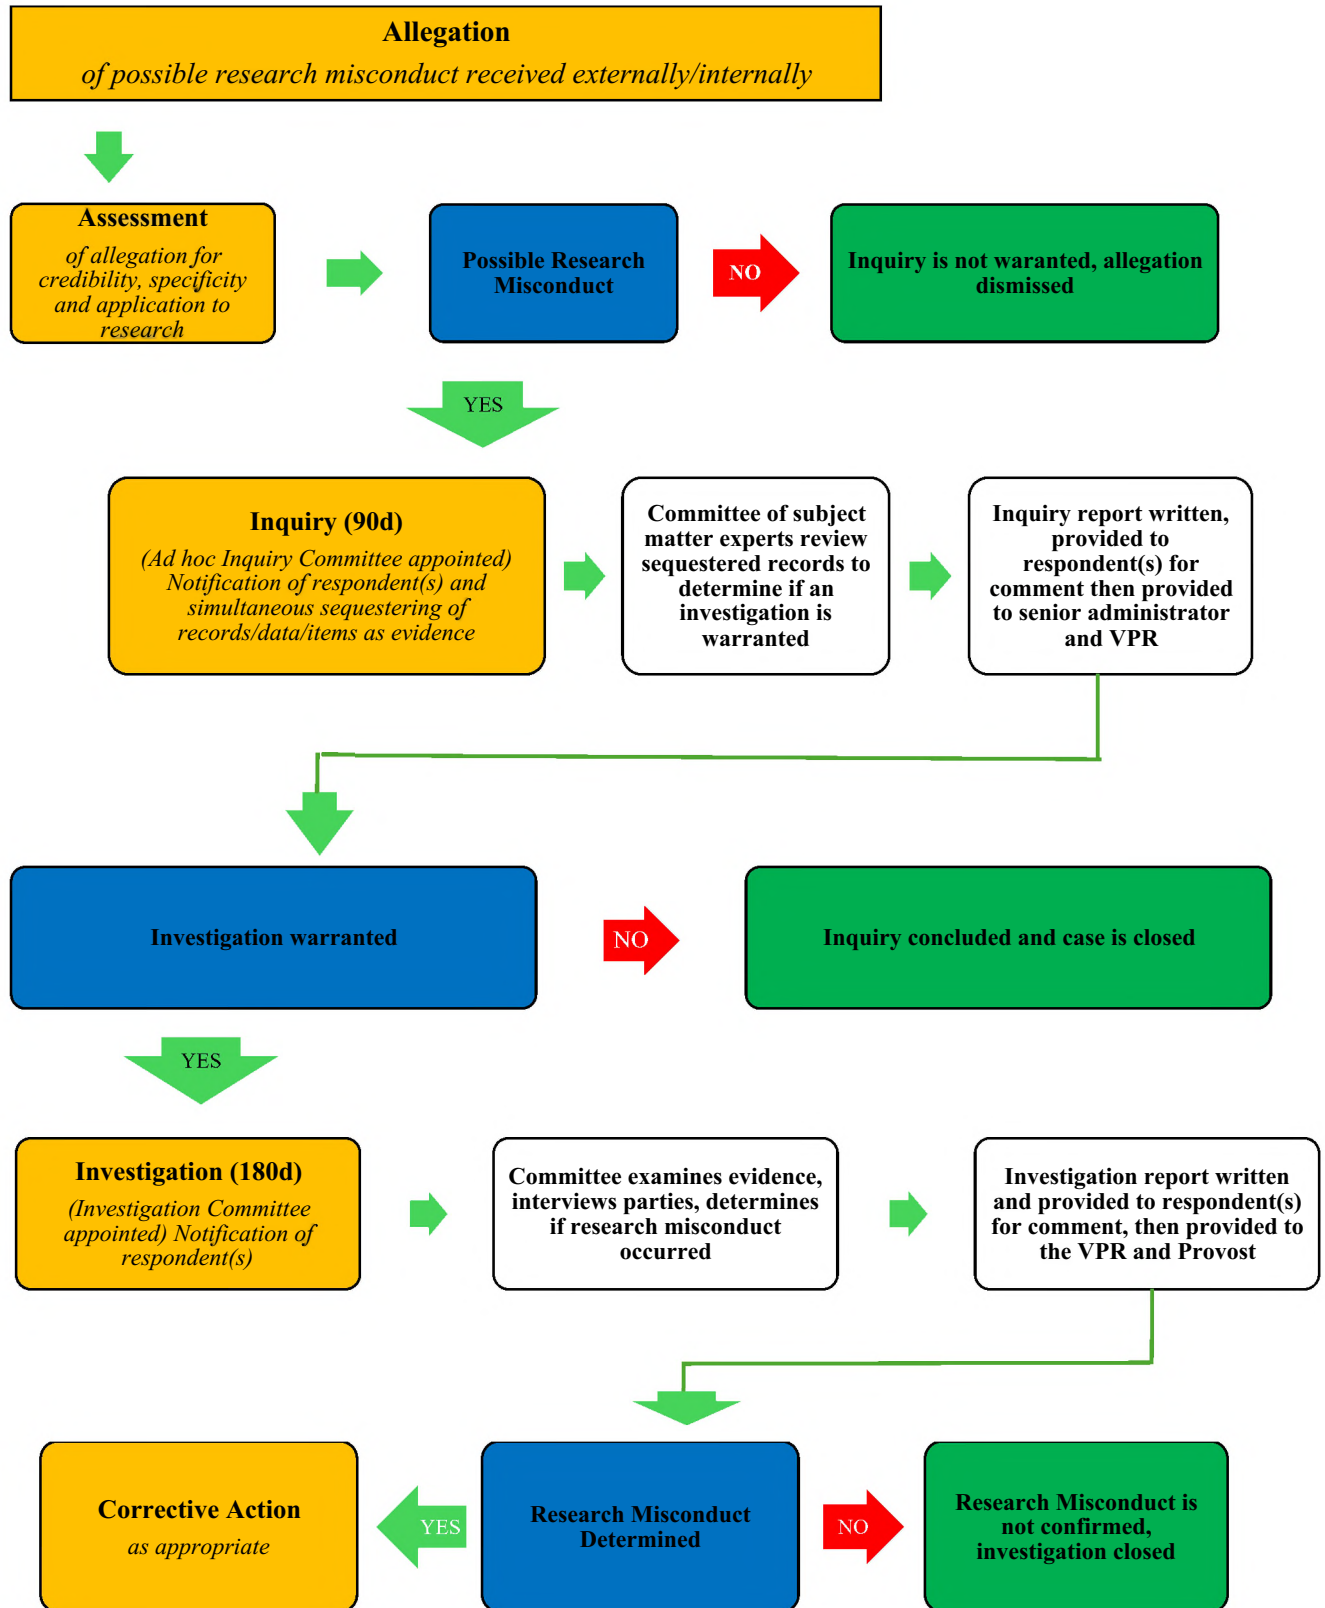 Allegation
of possible research misconduct received externally/internally
Assessment
of allegation for
credibility, specificity
and application to
research
Possible Research
Misconduct
NO
Inquiry is not waranted, allegation
dismissed
YES
Inquiry (90d)
(Ad hoc Inquiry Committee appointed)
Notification of respondent(s) and
simultaneous sequestering of
records/data/items as evidence
Committee of subject
matter experts review
sequestered records to
determine if an
investigation is
warranted
Inquiry report written,
provided to
respondent(s) for
comment then provided
to senior administrator
and VPR
Investigation warranted
NO
Inquiry concluded and case is closed
YES
Investigation (180d)
(Investigation Committee
appointed) Notification of
respondent(s)
Committee examines evidence,
interviews parties, determines
if research misconduct
occurred
Investigation report written
and provided to respondent(s)
for comment, then provided to
the VPR and Provost
Corrective Action
as appropriate
YES
Research Misconduct
Determined
NO
Research Misconduct is
not confirmed,
investigation closed